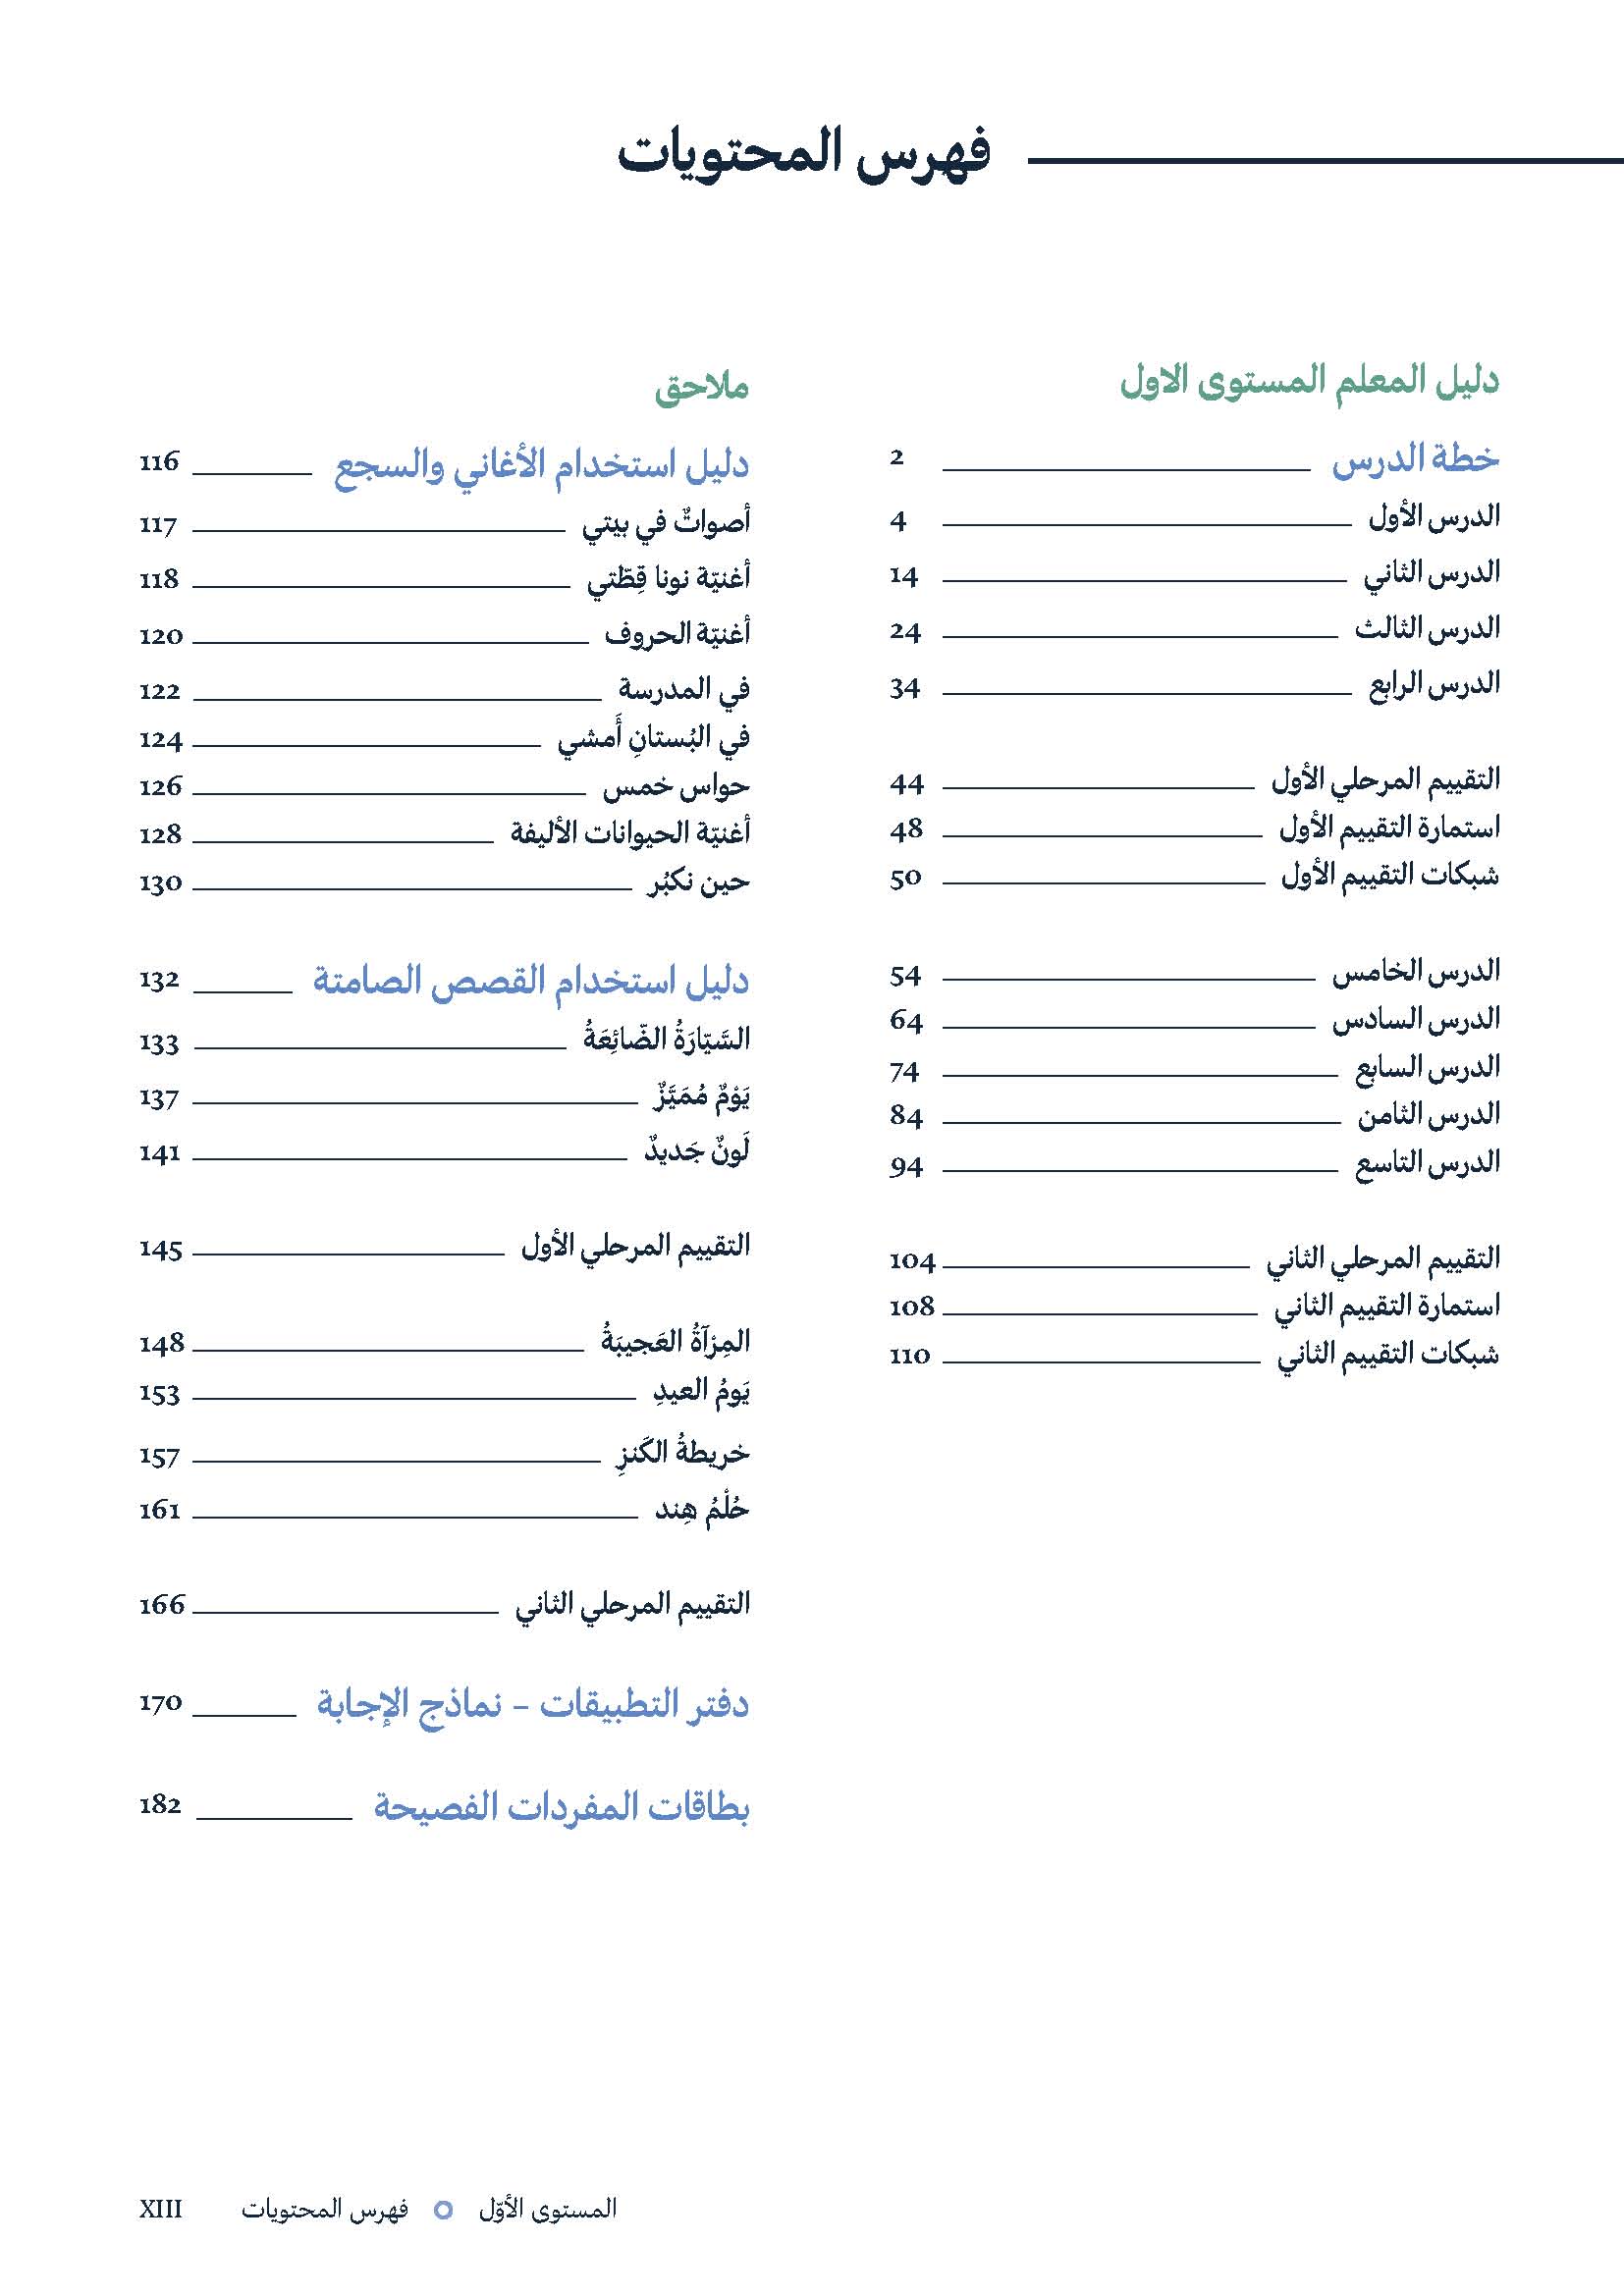 فهرس المحتويات
دليل المعلم المستوى الاول
خطة الدرس 2
الدرس الأول 4
الدرس الثاني 14
الدرس الثالث 24
الدرس الرابع 34
التقييم المرحلي الأول 44
استمارة التقييم الأول 48
شبكات التقييم الأول 50
الدرس الخامس 54
الدرس السادس 64
الدرس السابع 74
الدرس الثامن 84
الدرس التاسع 94
التقييم المرحلي الثاني 104
استمارة التقييم الثاني 108
شبكات التقييم الثاني 110
ملاحق
دليل استخدام الأغاني والسجع 116
أصواتٌ في بيتي 117
أغنيّة نونا قِطّتي 118
أغنيّة الحروف 120
في المدرسة 122
في البُستانِ أَمشي 124
حواس خمس 126
أغنيّة الحيوانات الأليفة 128
حين نكبُر 130
دليل استخدام القصص الصامتة 132
السَّيّارَةُ الضّائِعَةُ 133
يَوْمٌ مُمَيَّزٌ 137
لَونٌ جَديدٌ 141
التقييم المرحلي الأول 145
المِرْآةُ العَجيبَةُ 148
يَومُ العيدِ 153
خريطةُ الكَنزِ 157
حُلْمُ هِند 161
التقييم المرحلي الثاني 166
دفتر التطبيقات - نماذج الإجابة 170
بطاقات المفردات الفصيحة 182
المستوى الأوّل فهرس المحتويات XIII